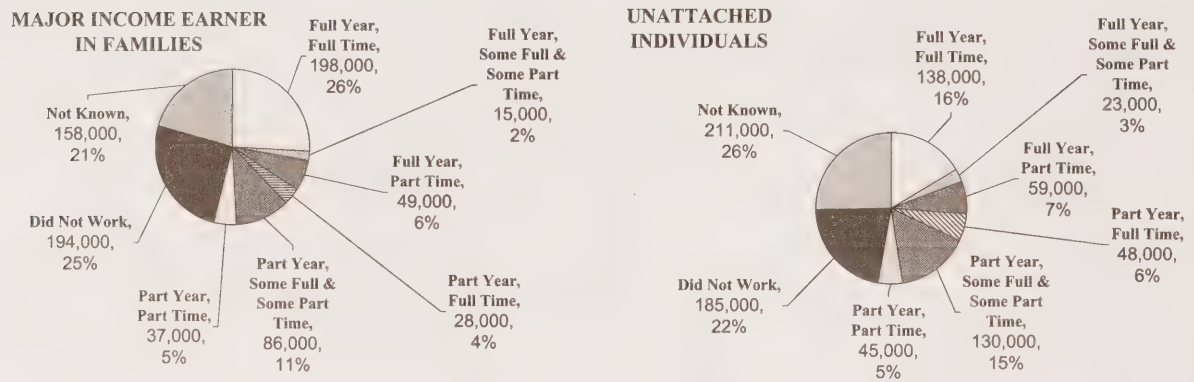 MAJOR INCOME EARNER
IN FAMILIES
Full Year,
Full Time,
198,000,
26%
Full Year,
Some Full &
Some Part
Time,
15,000,
2%
Full Year,
Part Time,
49,000,
6%
Part Year,
Full Time,
28,000,
4%
Part Year,
Some Full &
Some Part
Time,
86,000,
11%
Part Year,
Part Time,
37,000,
5%
Did Not Work,
194,000,
25%
Not Known,
158,000,
21%
UNATTACHED
INDIVIDUALS
Full Year,
Full Time,
138,000,
16%
Full Year,
Some Full &
Some Part
Time,
23,000,
3%
Full Year,
Part Time,
59,000,
7%
Part Year,
Full Time,
48,000,
6%
Part Year,
Some Full &
Some Part
Time,
130,000,
15%
Part Year,
Part Time,
45,000,
5%
Did Not Work,
185,000,
22%
Not Known,
211,000,
26%